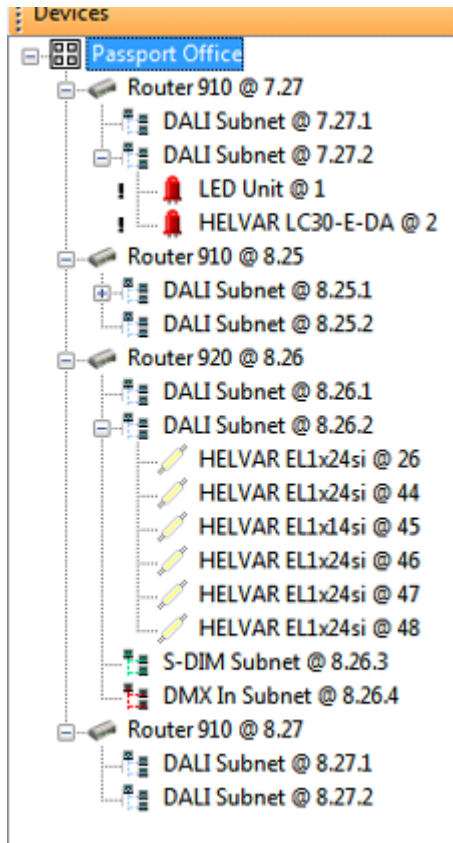 Devices
Passport Office
Router 910 @ 7.27
DALI Subnet @ 7.27.1
DALI Subnet @ 7.27.2
! LED Unit @ 1
! HELVAR LC30-E-DA @ 2
Router 910 @ 8.25
DALI Subnet @ 8.25.1
DALI Subnet @ 8.25.2
Router 920 @ 8.26
DALI Subnet @ 8.26.1
DALI Subnet @ 8.26.2
HELVAR EL1x24si @ 26
HELVAR EL1x24si @ 44
HELVAR EL1x14si @ 45
HELVAR EL1x24si @ 46
HELVAR EL1x24si @ 47
HELVAR EL1x24si @ 48
S-DIM Subnet @ 8.26.3
DMX In Subnet @ 8.26.4
Router 910 @ 8.27
DALI Subnet @ 8.27.1
DALI Subnet @ 8.27.2